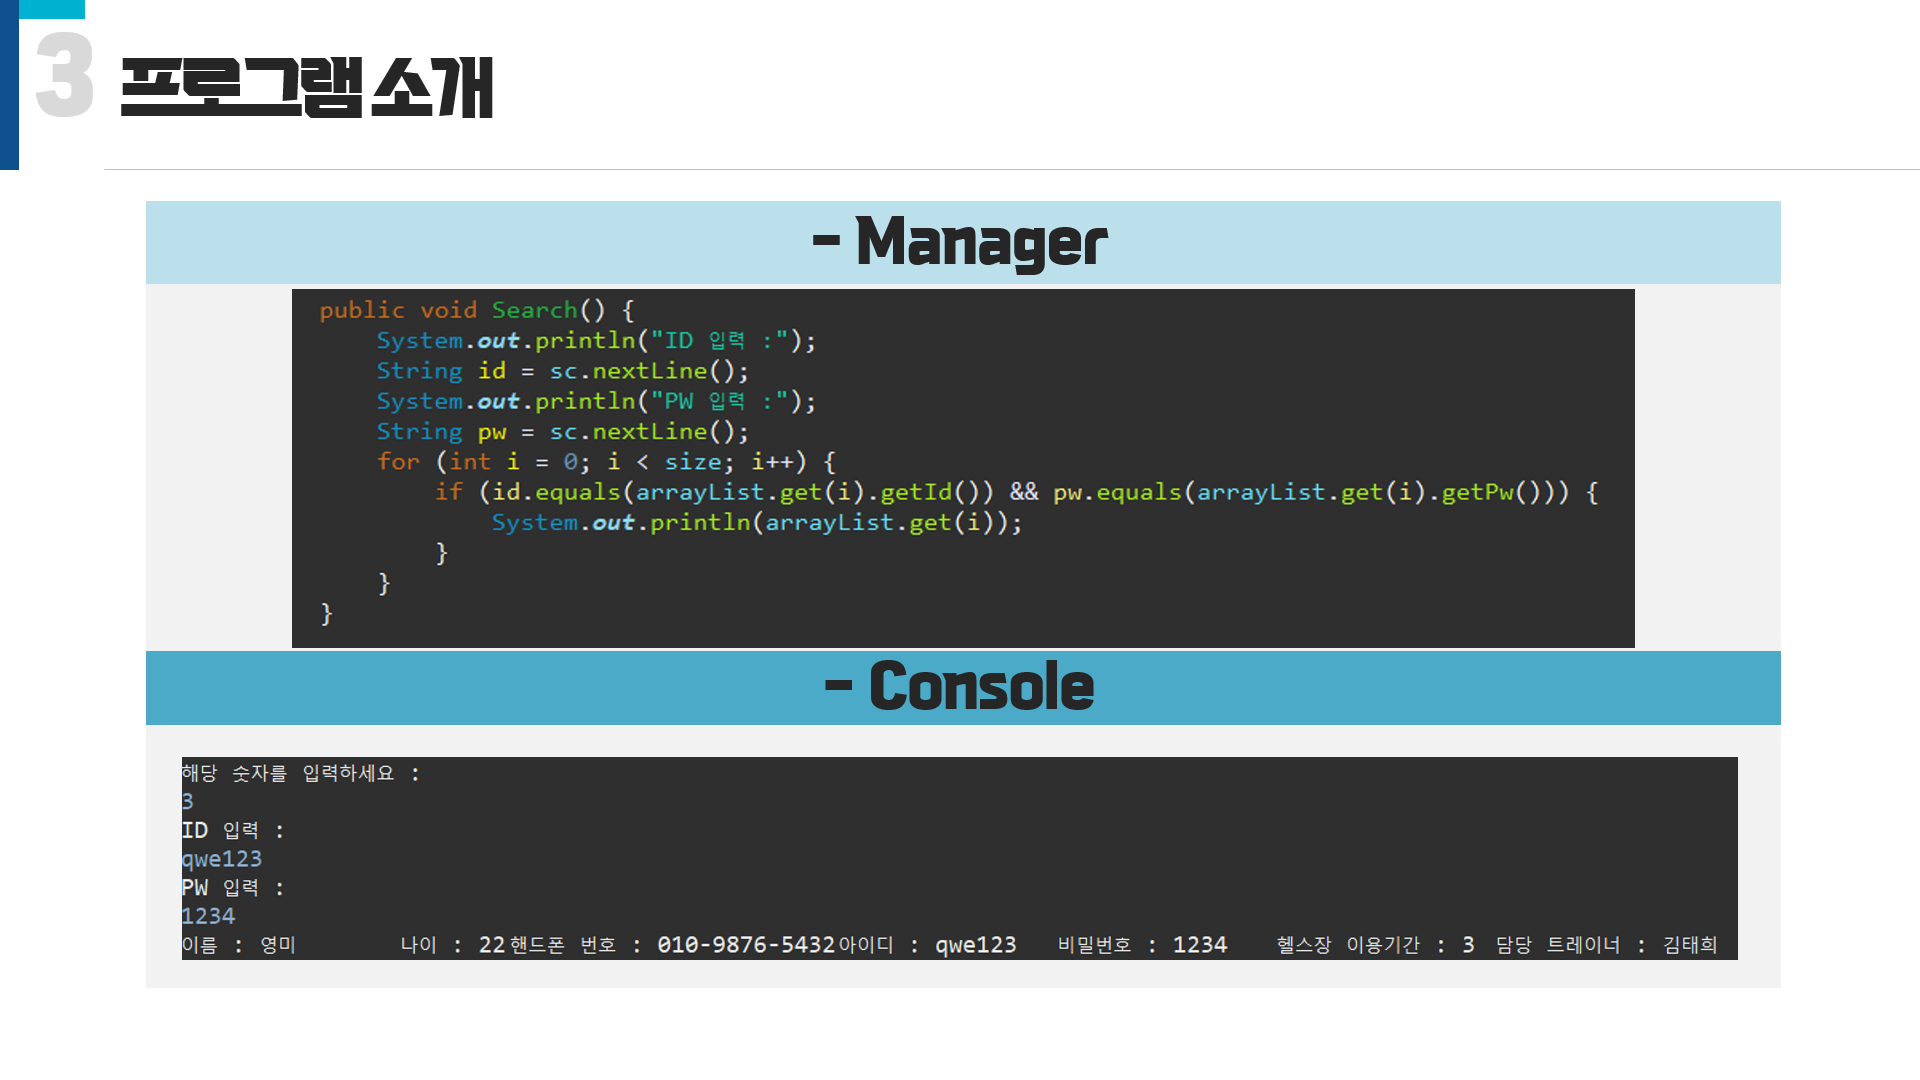 3 프로그램 소개
- Manager
public void Search() {
    System.out.println("ID 입력 :");
    String id = sc.nextLine();
    System.out.println("PW 입력 :");
    String pw = sc.nextLine();
    for (int i = 0; i < size; i++) {
        if (id.equals(arrayList.get(i).getId()) && pw.equals(arrayList.get(i).getPw())) {
            System.out.println(arrayList.get(i));
        }
    }
}
- Console
해당 숫자를 입력하세요 :
3
ID 입력 :
qwe123
PW 입력 :
1234
이름 : 영미 나이 : 22 핸드폰 번호 : 010-9876-5432 아이디 : qwe123 비밀번호 : 1234 헬스장 이용기간 : 3 담당 트레이너 : 김태희